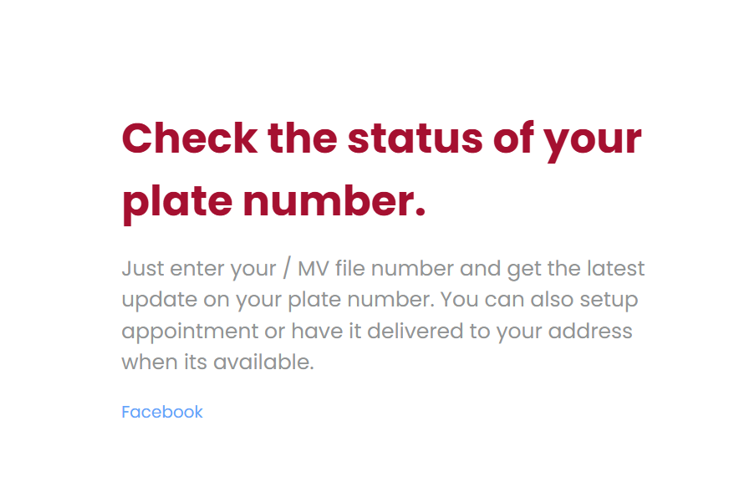 Check the status of your
plate number.
Just enter your / MV file number and get the latest
update on your plate number. You can also setup
appointment or have it delivered to your address
when its available.
Facebook